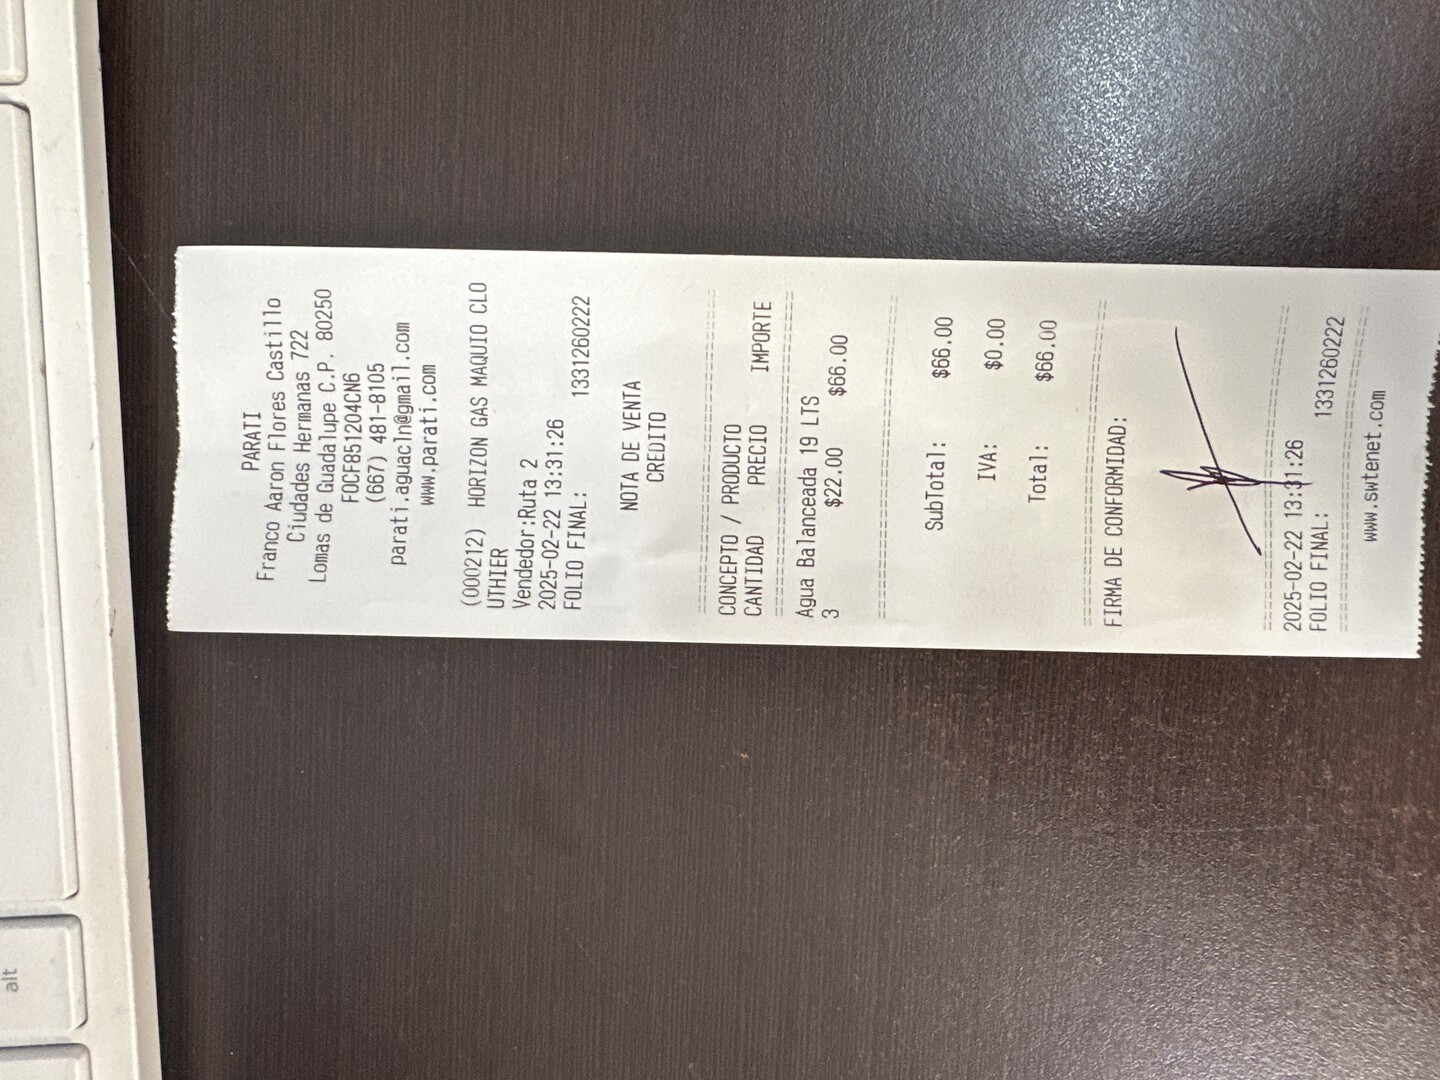 PARATI
Franco Aaron Flores Castillo
Ciudades Hermanas 722
Lomas de Guadalupe C.P. 80250
FOCF851204CN6
(667) 481-8105
parati.aguacln@gmail.com
www.parati.com
(000212) HORIZON GAS MAQUIO CLO
UTHIER
Vendedor:Ruta 2
2025-02-22 13:31:26
FOLIO FINAL: 1331260222
NOTA DE VENTA
CREDITO
CONCEPTO / PRODUCTO
CANTIDAD PRECIO IMPORTE
Agua Balanceada 19 LTS
3 $22.00 $66.00
SubTotal: $66.00
IVA: $0.00
Total: $66.00
FIRMA DE CONFORMIDAD:
2025-02-22 13:31:26
FOLIO FINAL: 1331260222
www.swtenet.com
alt